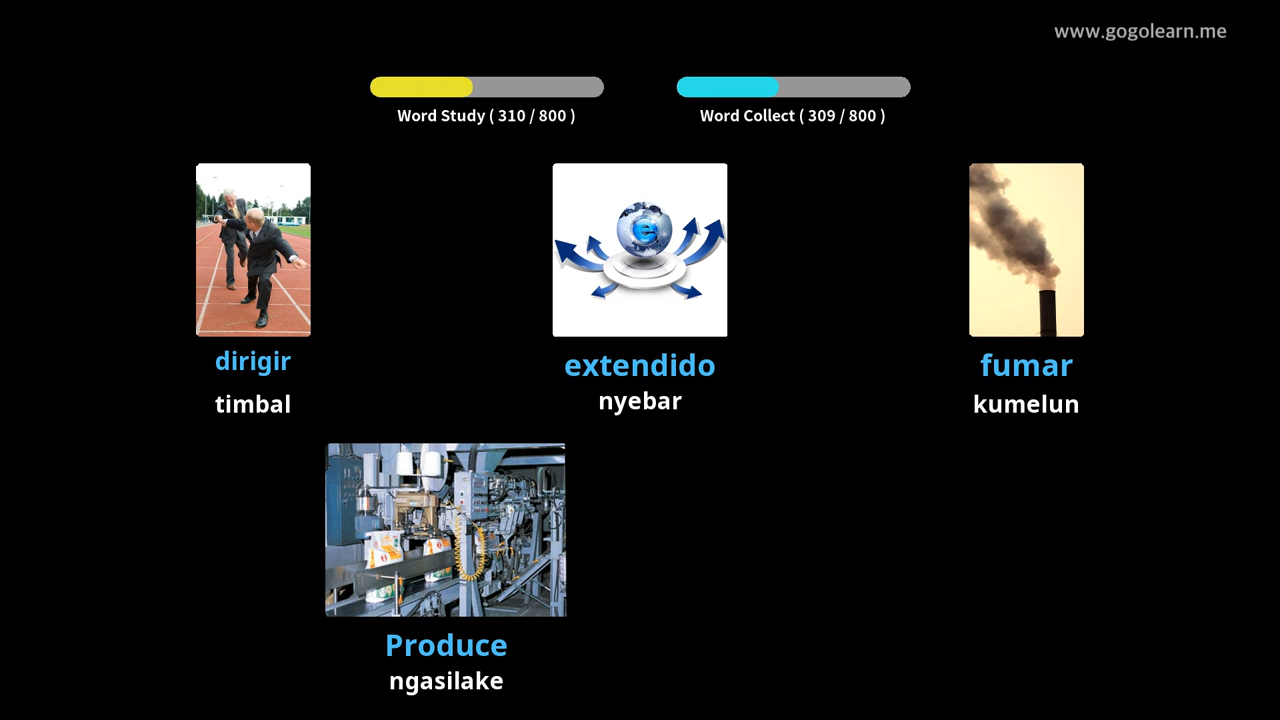 www.gogolearn.me
Word Study ( 310 / 800 )
Word Collect ( 309 / 800 )
dirigir
timbal
extendido
nyebar
fumar
kumelun
Produce
ngasilake